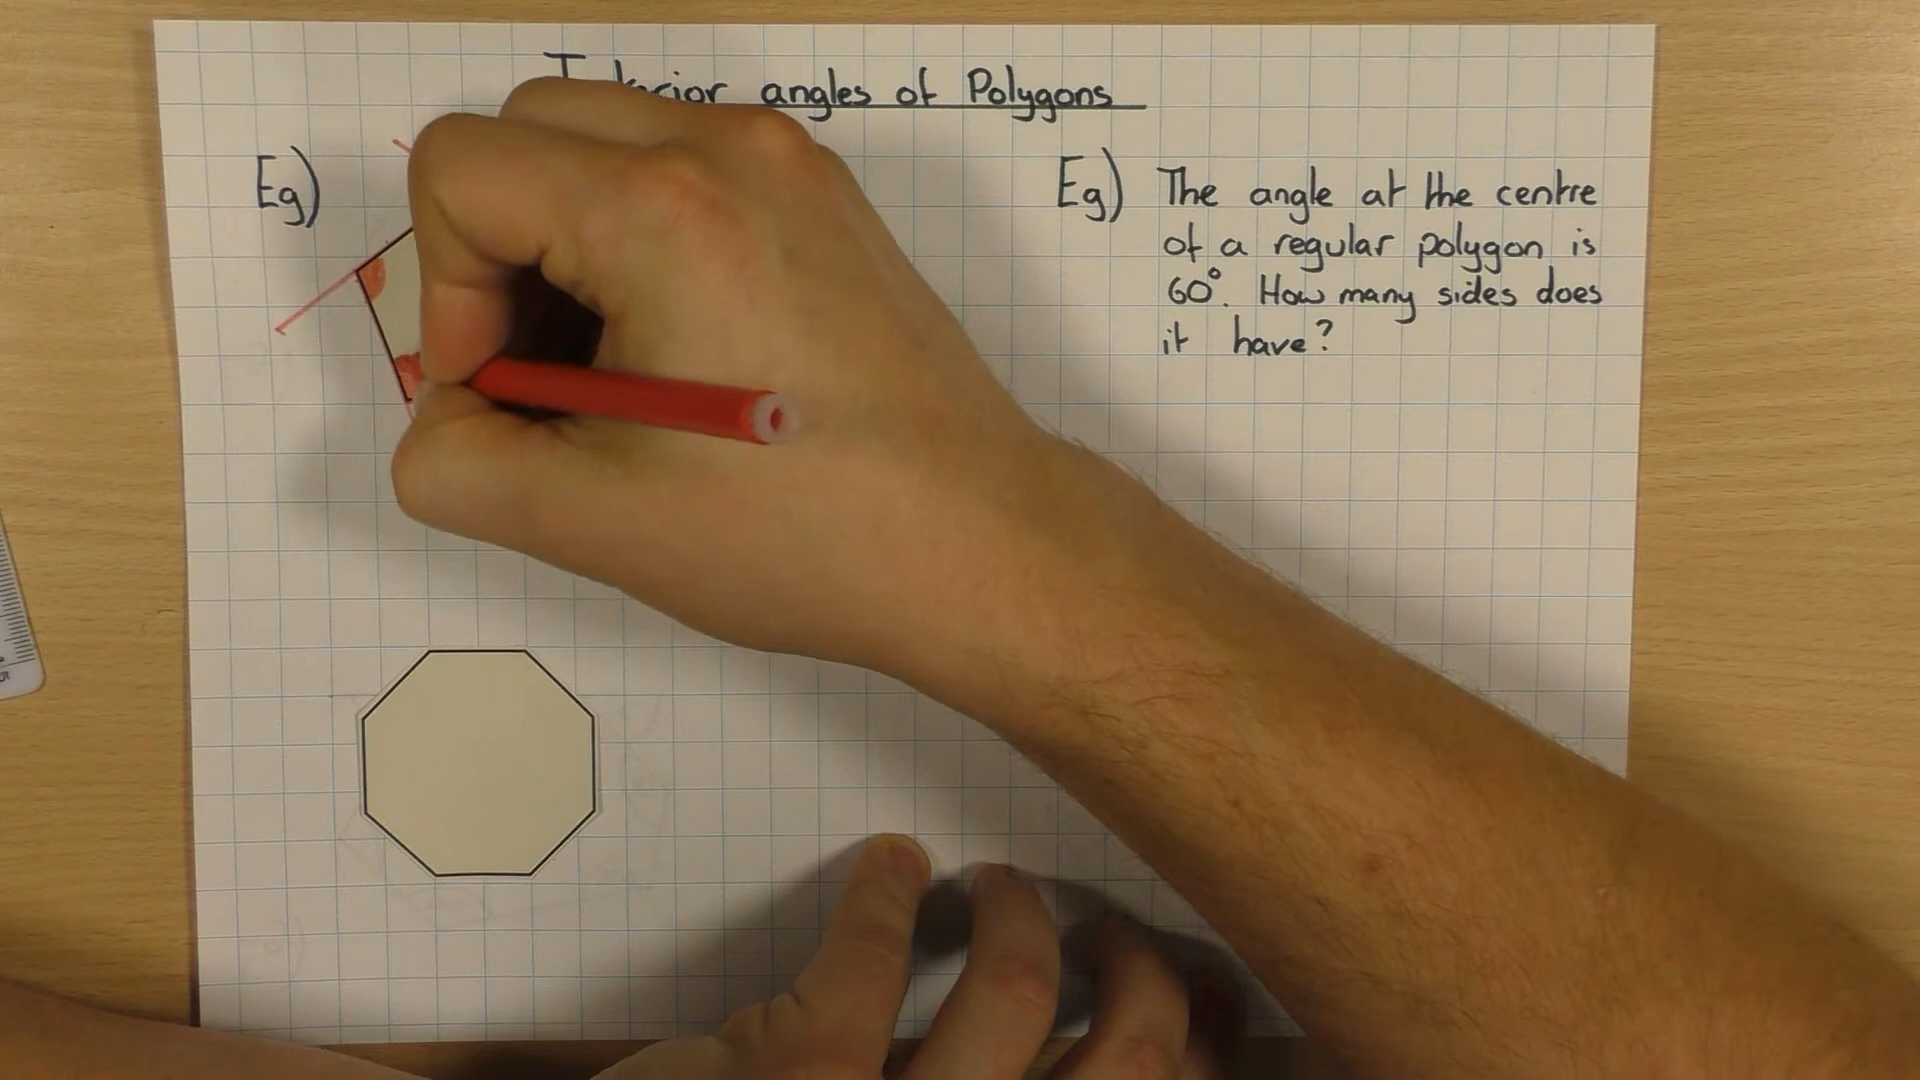 angles of Polygons
Eg)
Eg) The angle at the centre
of a regular polygon is
60°. How many sides does
it have?